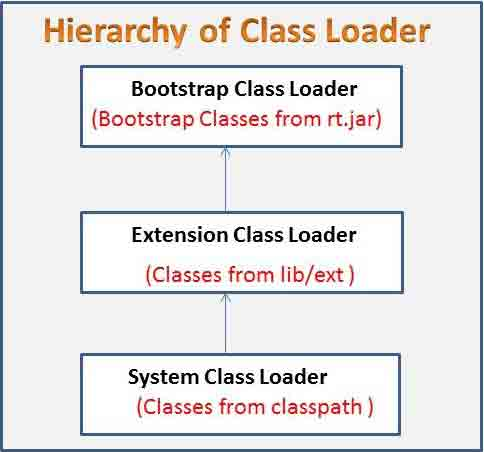 Hierarchy of Class Loader
Bootstrap Class Loader
(Bootstrap Classes from rt.jar)
Extension Class Loader
(Classes from lib/ext )
System Class Loader
(Classes from classpath )